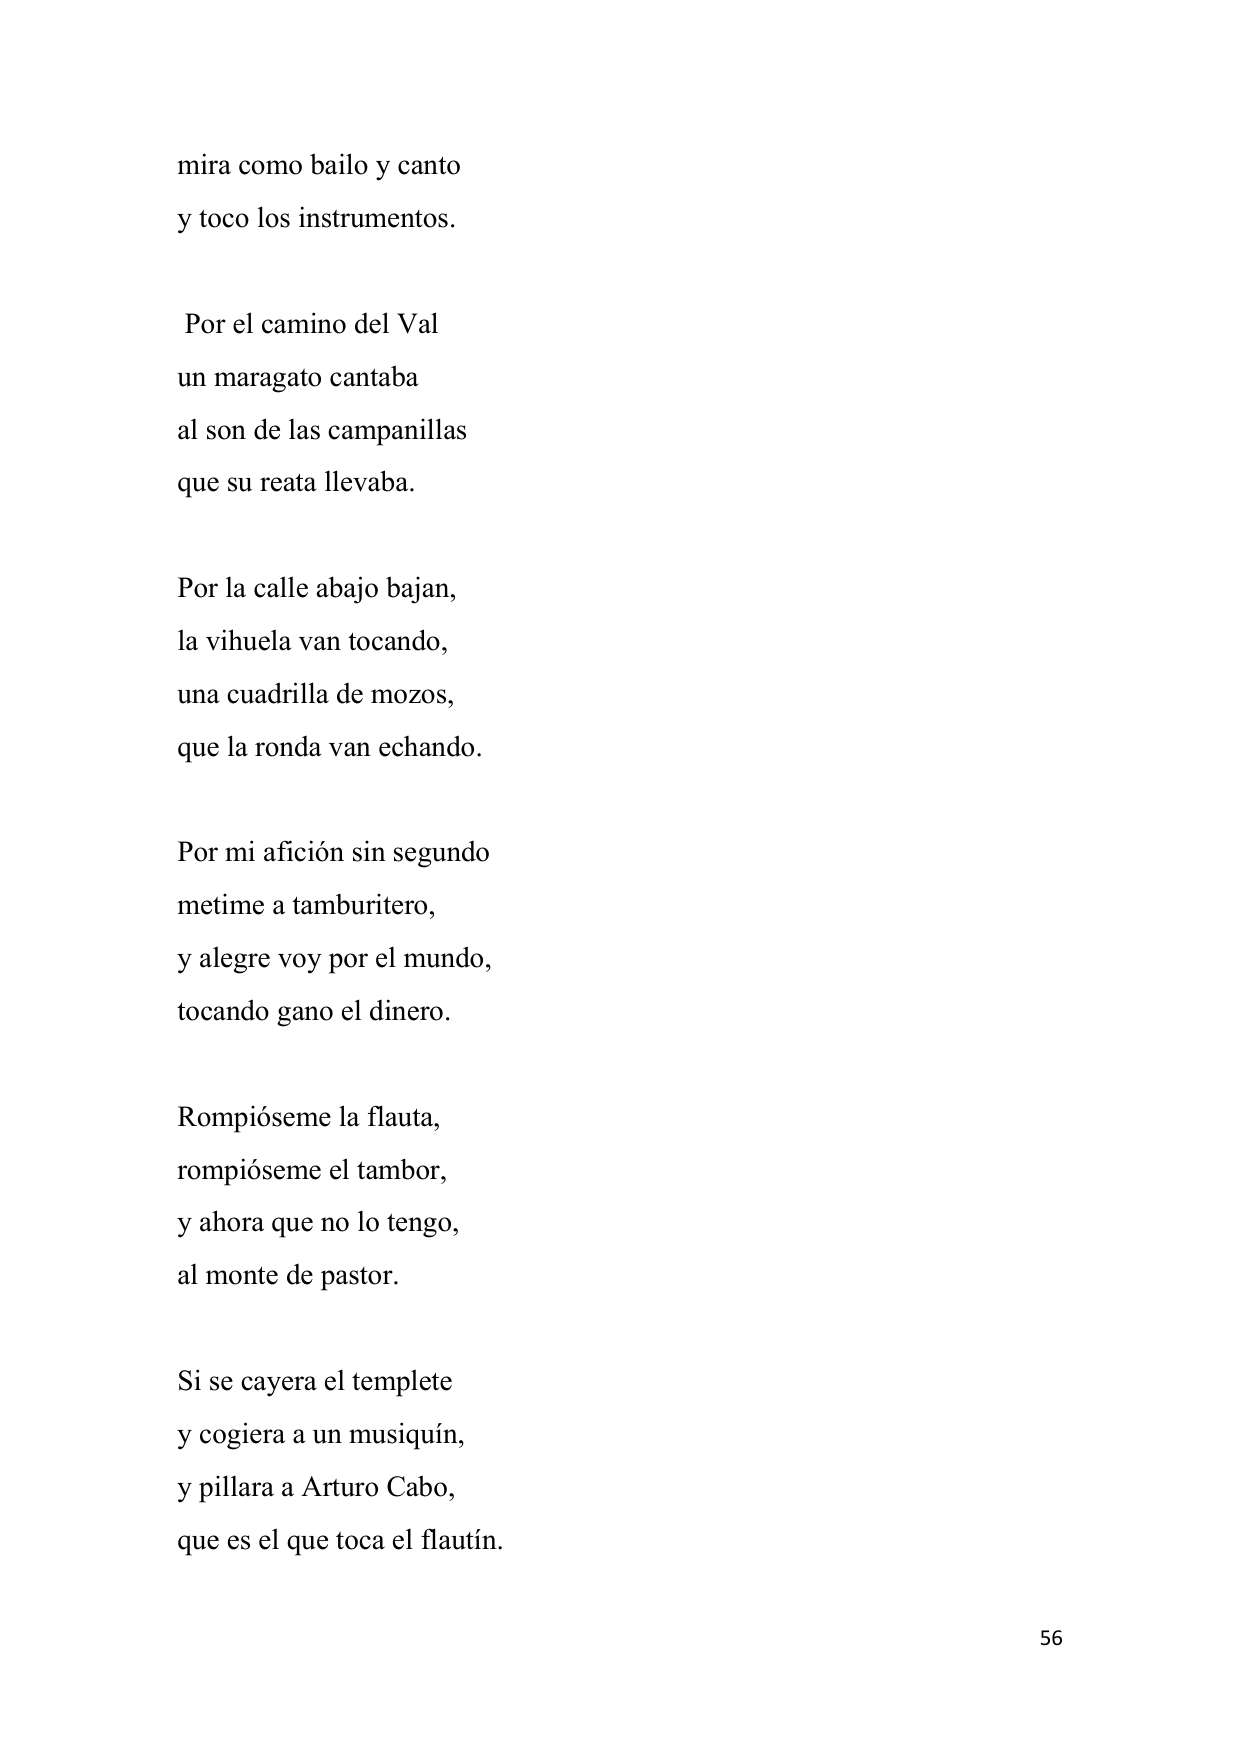 mira como bailo y canto
y toco los instrumentos.
Por el camino del Val
un maragato cantaba
al son de las campanillas
que su reata llevaba.
Por la calle abajo bajan,
la vihuela van tocando,
una cuadrilla de mozos,
que la ronda van echando.
Por mi afición sin segundo
metime a tamburitero,
y alegre voy por el mundo,
tocando gano el dinero.
Rompióseme la flauta,
rompióseme el tambor,
y ahora que no lo tengo,
al monte de pastor.
Si se cayera el templete
y cogiera a un musiquín,
y pillara a Arturo Cabo,
que es el que toca el flautín.
56